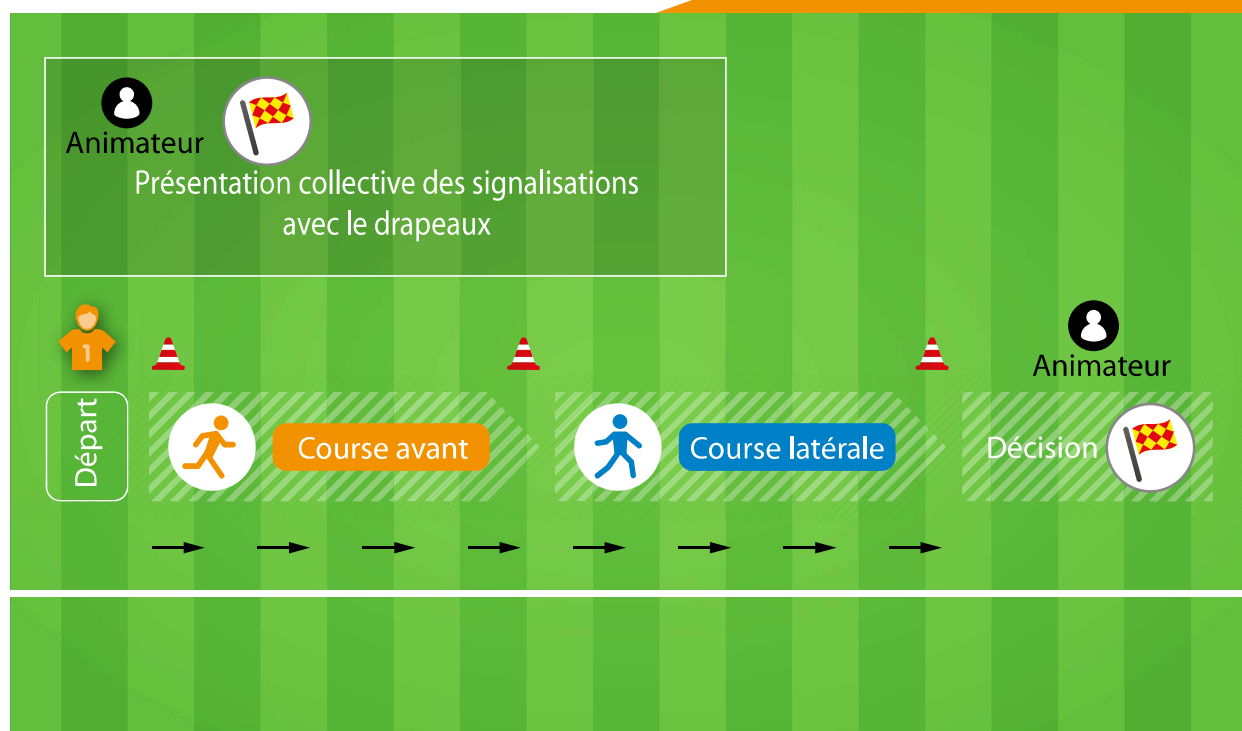 Animateur
Présentation collective des signalisations
avec le drapeaux
1
Animateur
Départ
Course avant
Course latérale
Décision